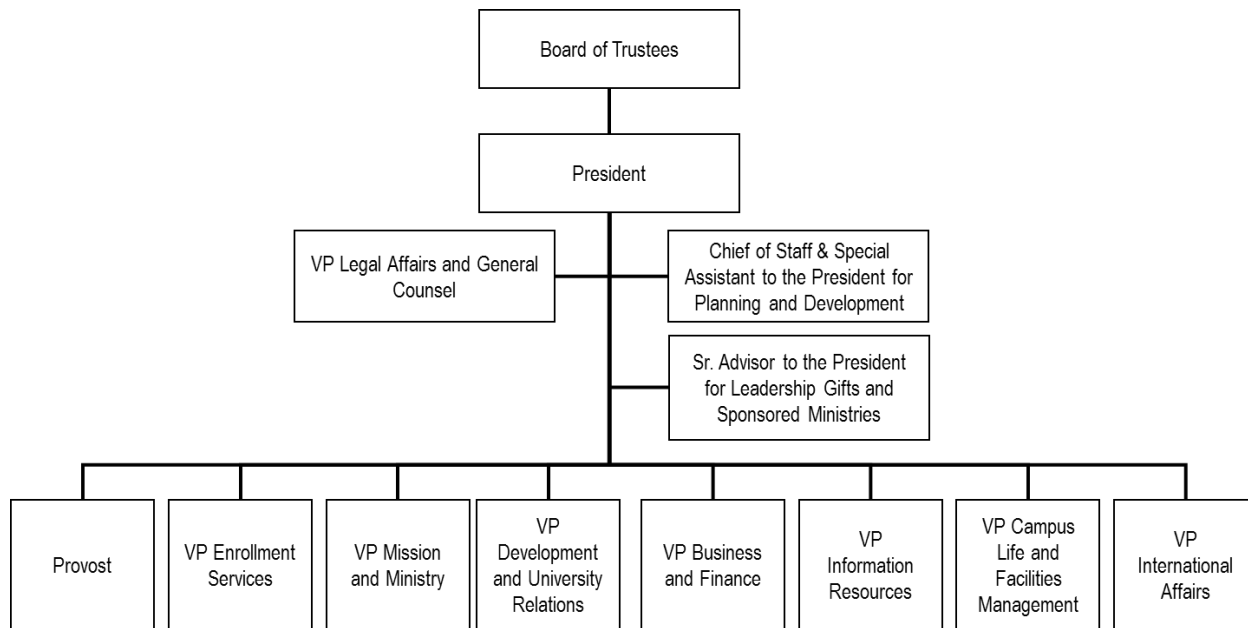 Board of Trustees
President
VP Legal Affairs and General
Counsel
Chief of Staff & Special
Assistant to the President for
Planning and Development
Sr. Advisor to the President
for Leadership Gifts and
Sponsored Ministries
Provost
VP Enrollment
Services
VP Mission
and Ministry
VP
Development
and University
Relations
VP Business
and Finance
VP
Information
Resources
VP Campus
Life and
Facilities
Management
VP
International
Affairs